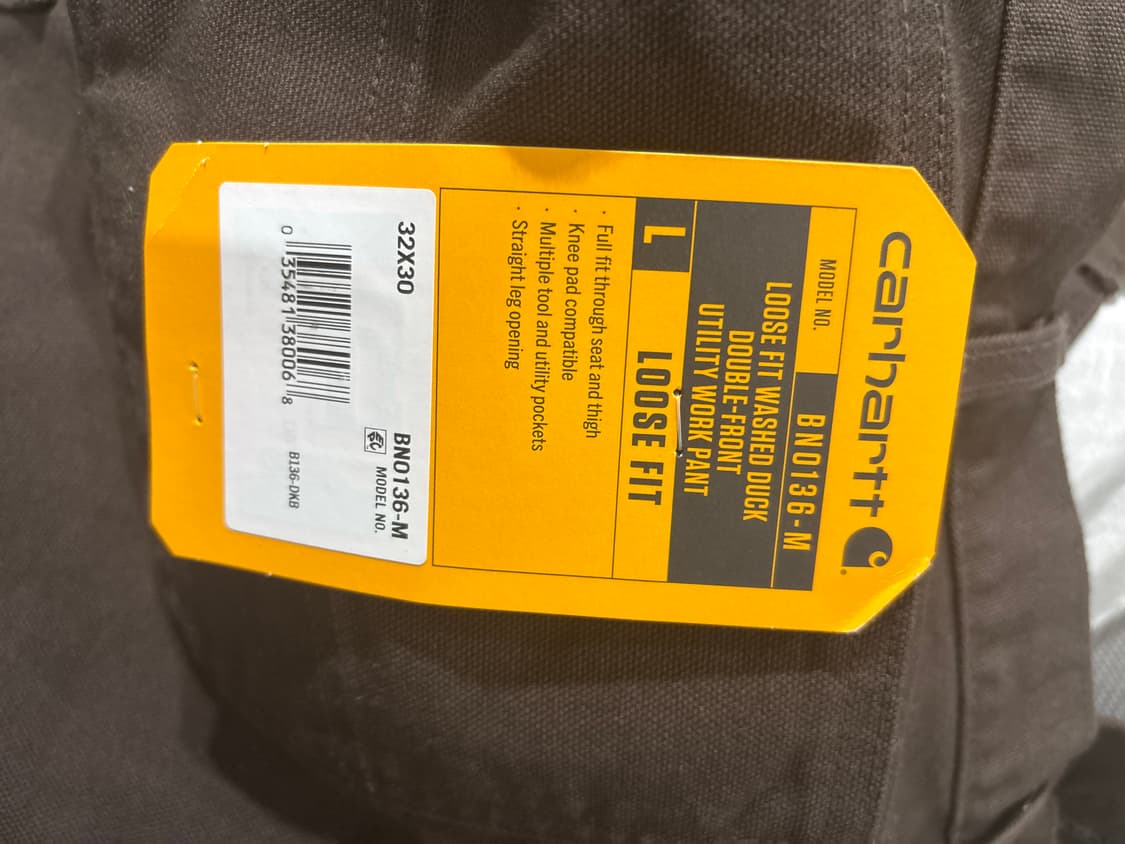 carhartt
MODEL NO. BN0136-M
LOOSE FIT WASHED DUCK
DOUBLE-FRONT
UTILITY WORK PANT
L LOOSE FIT
· Full fit through seat and thigh
· Knee pad compatible
· Multiple tool and utility pockets
· Straight leg opening
32X30 BN0136-M
MODEL NO.
0 35481 38006 8
B136-DKB